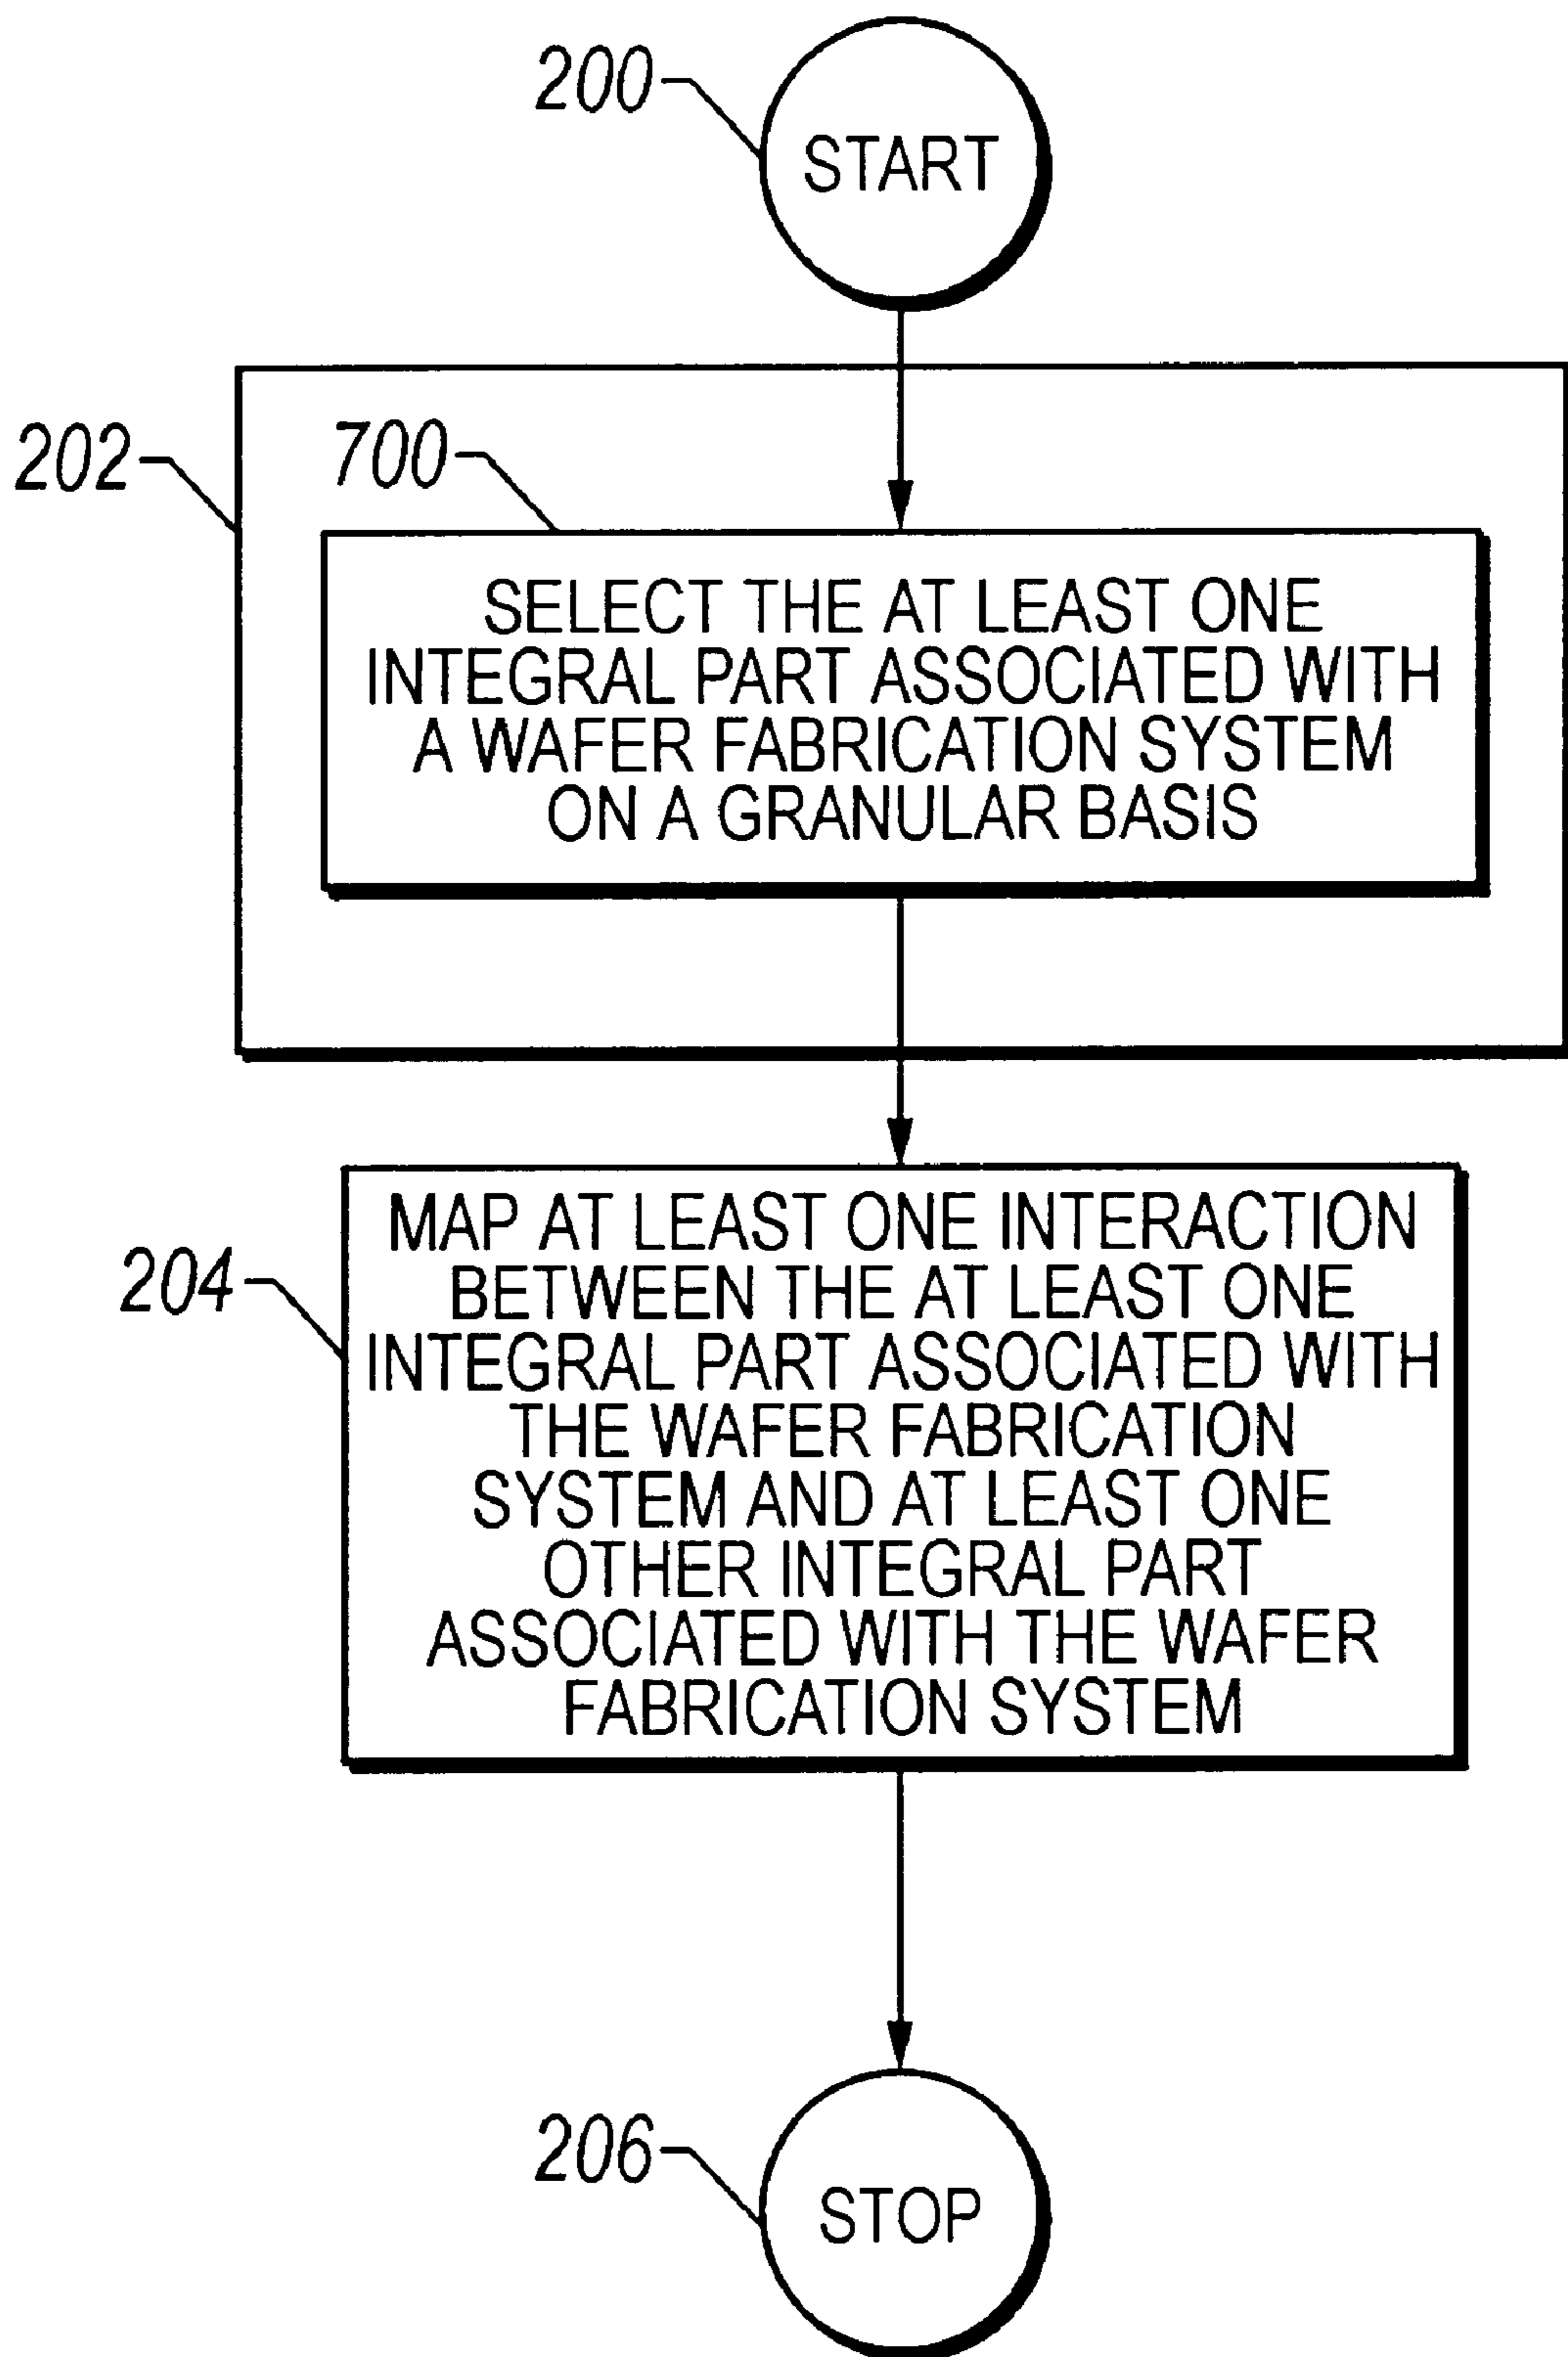 200
START
202
700
SELECT THE AT LEAST ONE
INTEGRAL PART ASSOCIATED WITH
A WAFER FABRICATION SYSTEM
ON A GRANULAR BASIS
204
MAP AT LEAST ONE INTERACTION
BETWEEN THE AT LEAST ONE
INTEGRAL PART ASSOCIATED WITH
THE WAFER FABRICATION
SYSTEM AND AT LEAST ONE
OTHER INTEGRAL PART
ASSOCIATED WITH THE WAFER
FABRICATION SYSTEM
206
STOP